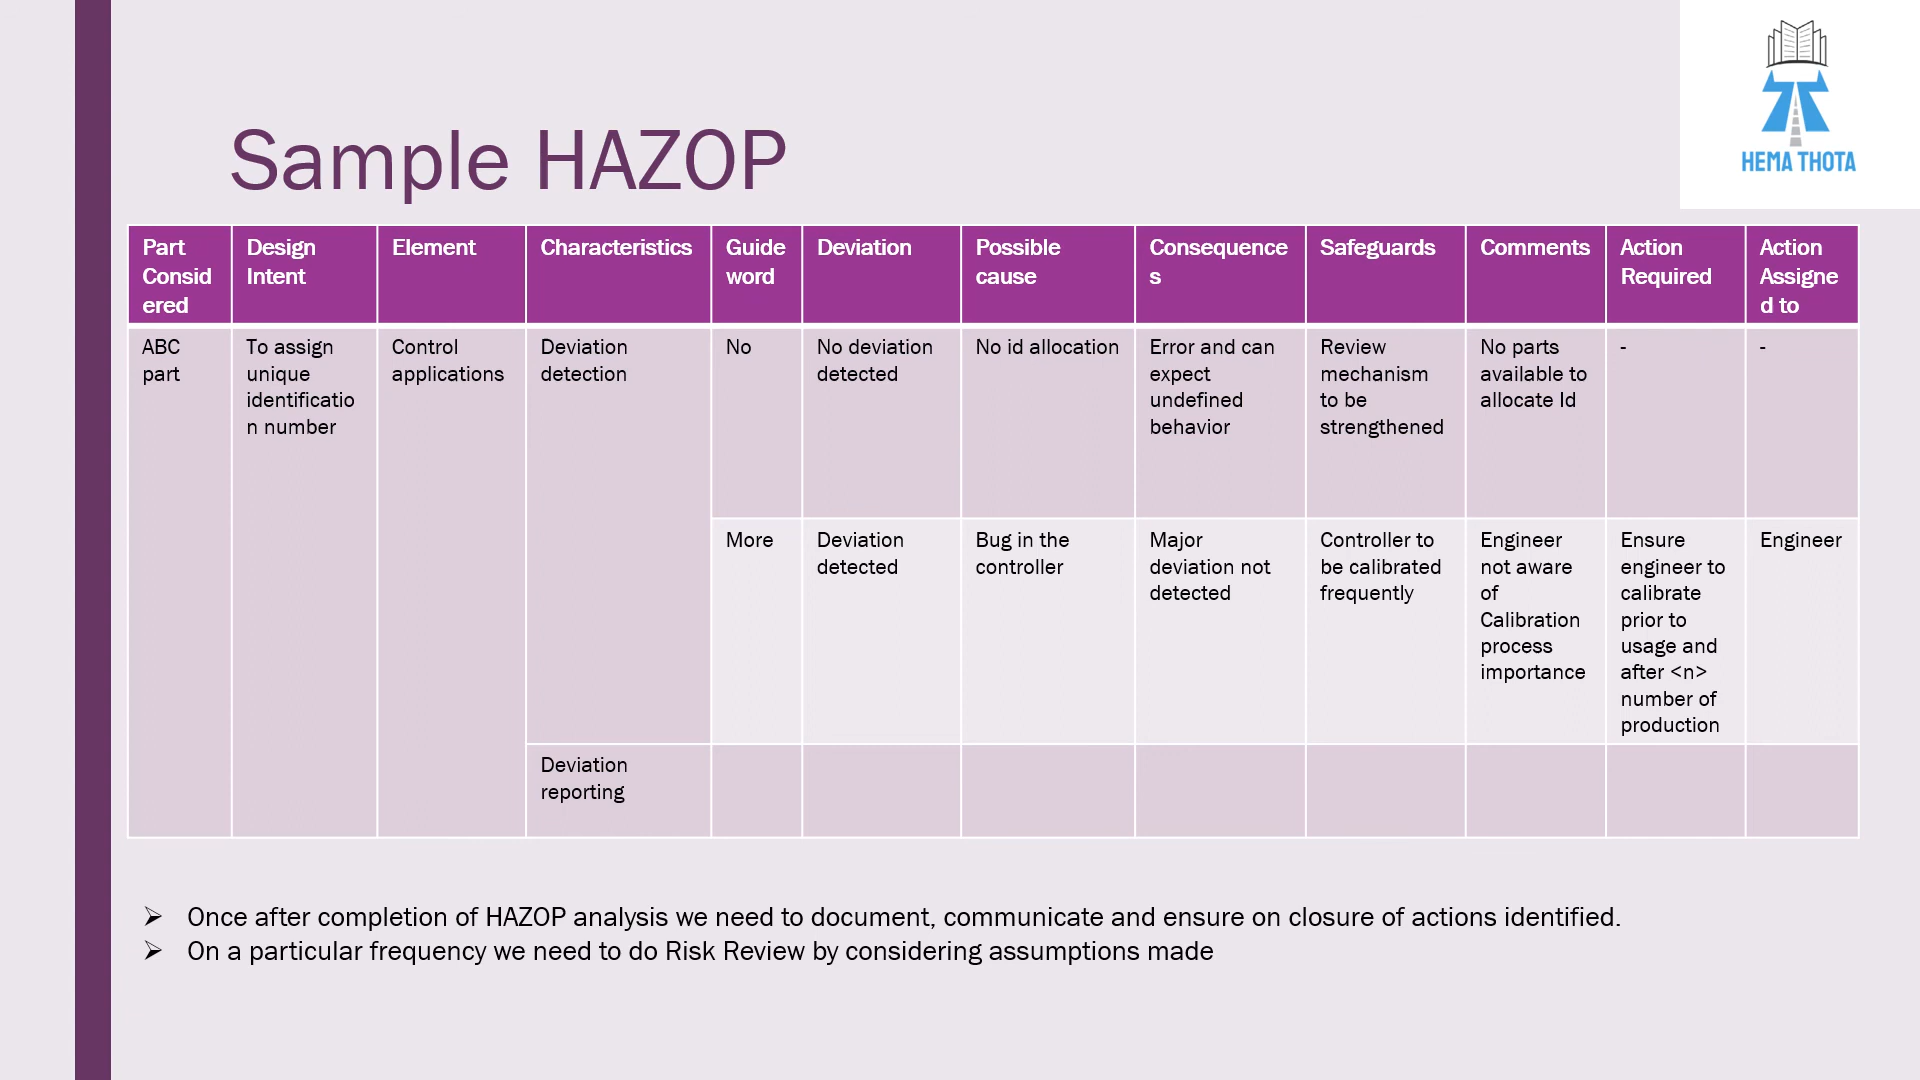 Sample HAZOP
HEMA THOTA
Part
Consid
ered
Design
Intent
Element
Characteristics
Guide
word
Deviation
Possible
cause
Consequence
s
Safeguards
Comments
Action
Required
Action
Assigne
d to
ABC
part
To assign
unique
identificatio
n number
Control
applications
Deviation
detection
No
No deviation
detected
No id allocation
Error and can
expect
undefined
behavior
Review
mechanism
to be
strengthened
No parts
available to
allocate Id
-
-
More
Deviation
detected
Bug in the
controller
Major
deviation not
detected
Controller to
be calibrated
frequently
Engineer
not aware
of
Calibration
process
importance
Ensure
engineer to
calibrate
prior to
usage and
after <n>
number of
production
Engineer
Deviation
reporting
Once after completion of HAZOP analysis we need to document, communicate and ensure on closure of actions identified.
On a particular frequency we need to do Risk Review by considering assumptions made